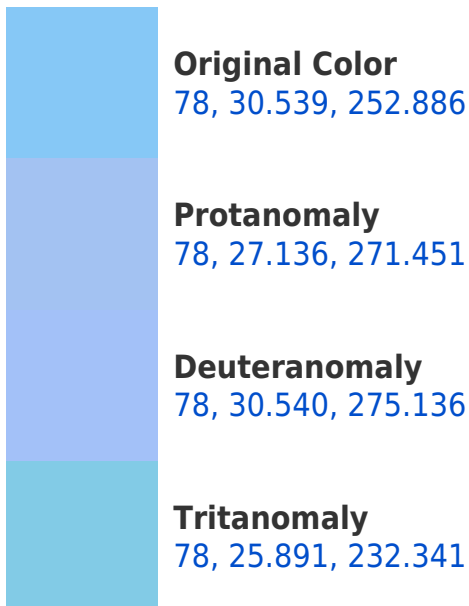 Original Color
78, 30.539, 252.886
Protanomaly
78, 27.136, 271.451
Deuteranomaly
78, 30.540, 275.136
Tritanomaly
78, 25.891, 232.341